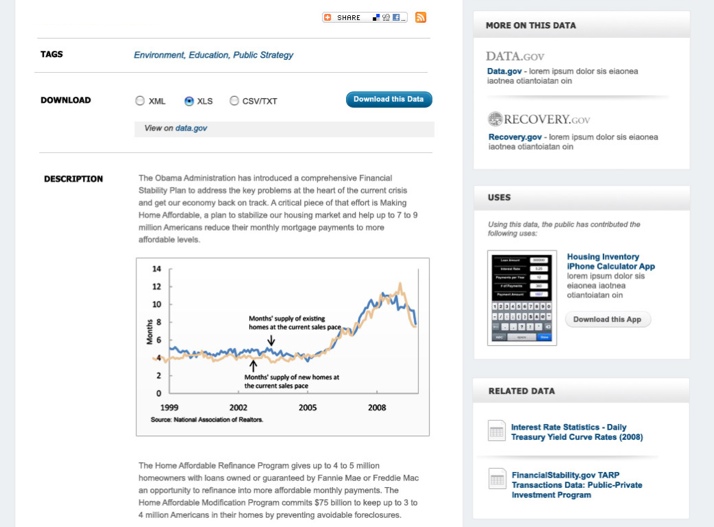 SHARE
TAGS
Environment, Education, Public Strategy
DOWNLOAD
XML
XLS
CSV/TXT
Download this Data
View on data.gov
DESCRIPTION
The Obama Administration has introduced a comprehensive Financial
Stability Plan to address the key problems at the heart of the current crisis
and get our economy back on track. A critical piece of that effort is Making
Home Affordable, a plan to stabilize our housing market and help up to 7 to 9
million Americans reduce their monthly mortgage payments to more
affordable levels.
14
12
10
8
6
4
2
0
Months
Months' supply of existing
homes at the current sales pace
Months' supply of new homes at
the current sales pace
1999
2002
2005
2008
Source: National Association of Realtors.
The Home Affordable Refinance Program gives up to 4 to 5 million
homeowners with loans owned or guaranteed by Fannie Mae or Freddie Mac
an opportunity to refinance into more affordable monthly payments. The
Home Affordable Modification Program commits $75 billion to keep up to 3 to
4 million Americans in their homes by preventing avoidable foreclosures.
MORE ON THIS DATA
DATA.GOV
Data.gov - lorem ipsum dolor sis eiaonea
iaotnea otiantoiatan oin
RECOVERY.GOV
Recovery.gov - lorem ipsum dolor sis eiaonea
iaotnea otiantoiatan oin
USES
Using this data, the public has contributed the
following uses:
Housing Inventory
iPhone Calculator App
lorem ipsum dolor sis
eiaonea iaotnea
otiantoiatan oin
Download this App
RELATED DATA
Interest Rate Statistics - Daily
Treasury Yield Curve Rates (2008)
FinancialStability.gov TARP
Transactions Data: Public-Private
Investment Program